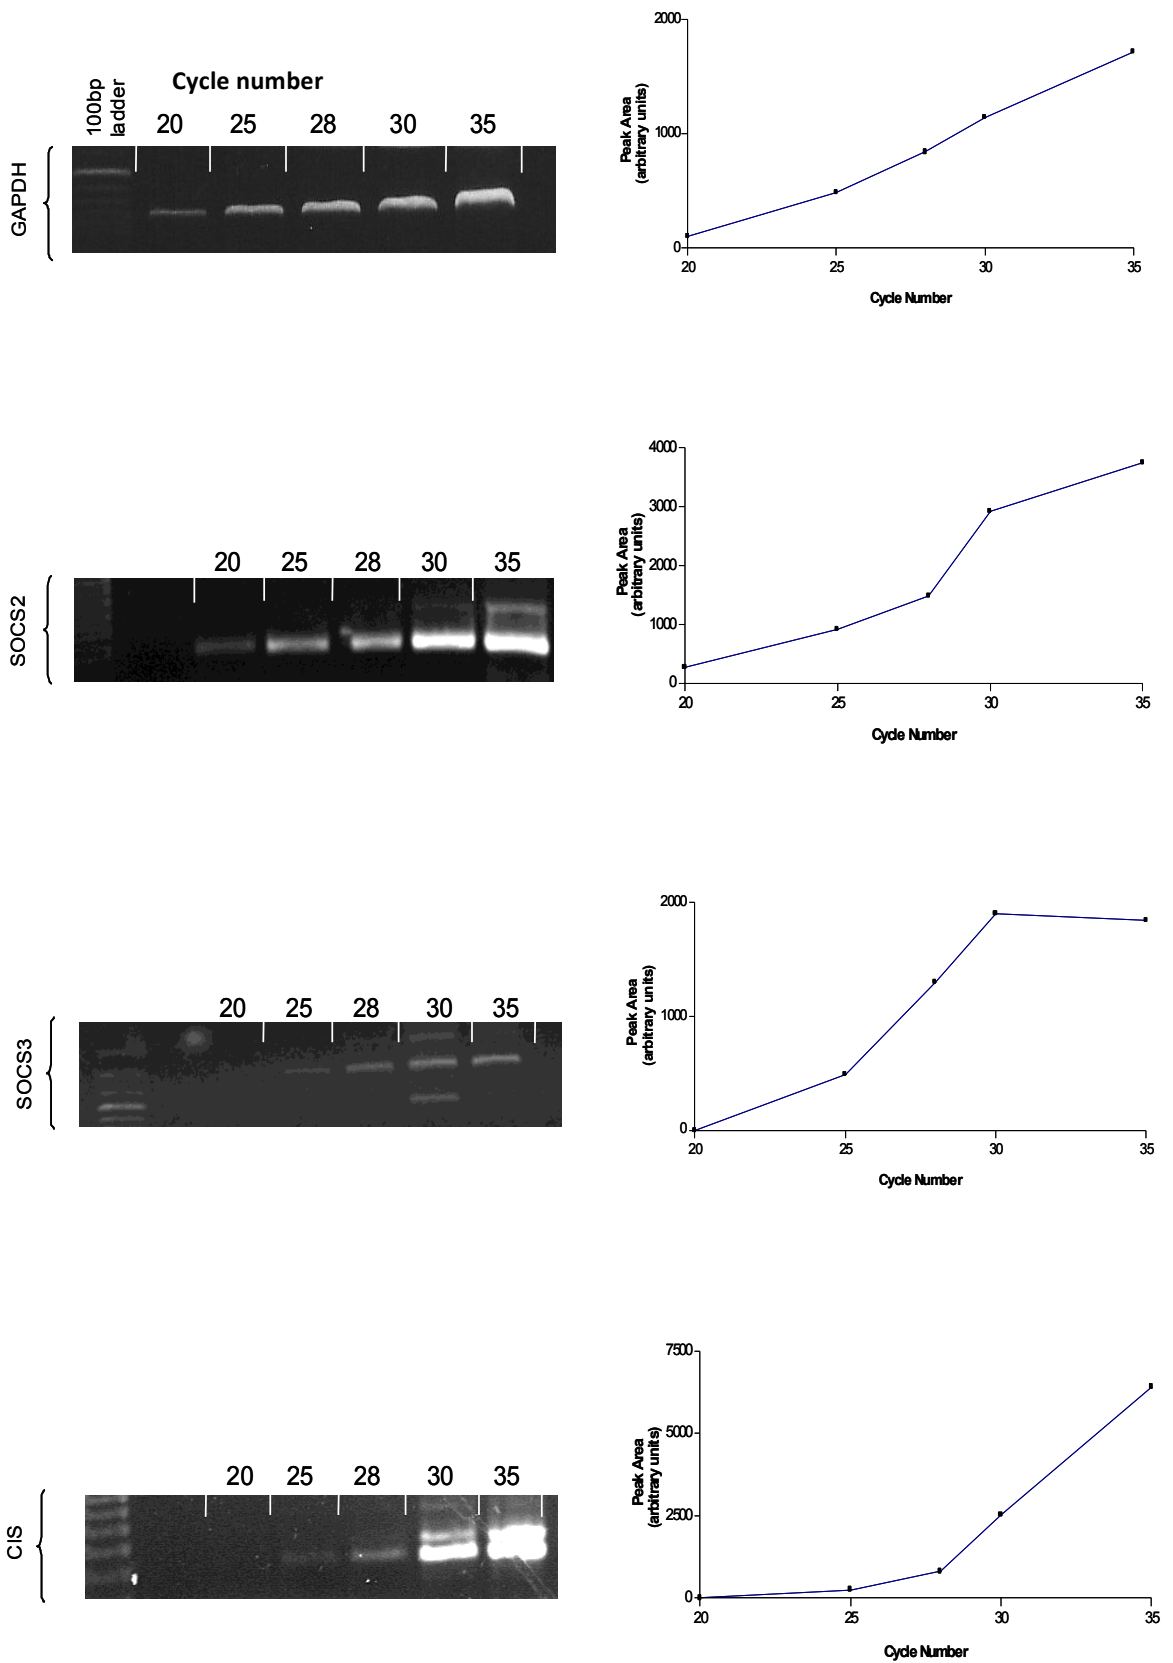 100bp
ladder
Cycle number
20 25 28 30 35
GAPDH
2000
1000
0
Peak Area
(arbitrary units)
20 25 30 35
Cycle Number
20 25 28 30 35
SOCS2
4000
3000
2000
1000
0
Peak Area
(arbitrary units)
20 25 30 35
Cycle Number
20 25 28 30 35
SOCS3
2000
1000
0
Peak Area
(arbitrary units)
20 25 30 35
Cycle Number
20 25 28 30 35
CIS
7500
5000
2500
0
Peak Area
(arbitrary units)
20 25 30 35
Cycle Number